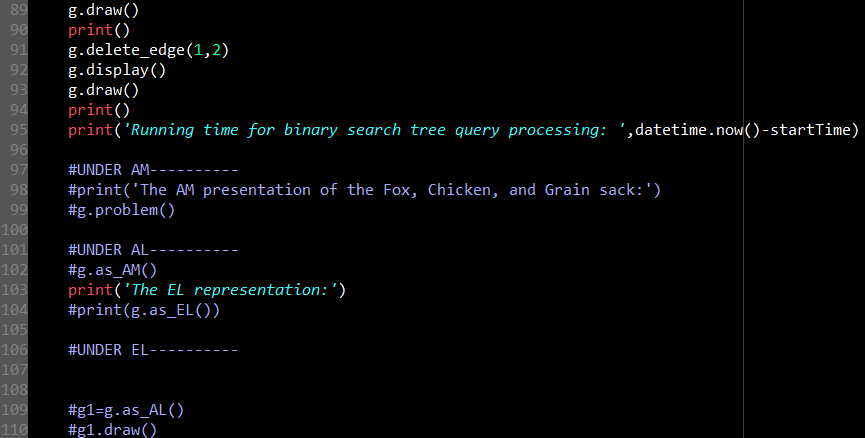 89 g.draw()
90 print()
91 g.delete_edge(1,2)
92 g.display()
93 g.draw()
94 print()
95 print('Running time for binary search tree query processing: ',datetime.now()-startTime)
96
97 #UNDER AM----------
98 #print('The AM presentation of the Fox, Chicken, and Grain sack:')
99 #g.problem()
100
101 #UNDER AL----------
102 #g.as_AM()
103 print('The EL representation:')
104 #print(g.as_EL())
105
106 #UNDER EL----------
107
108
109 #g1=g.as_AL()
110 #g1.draw()